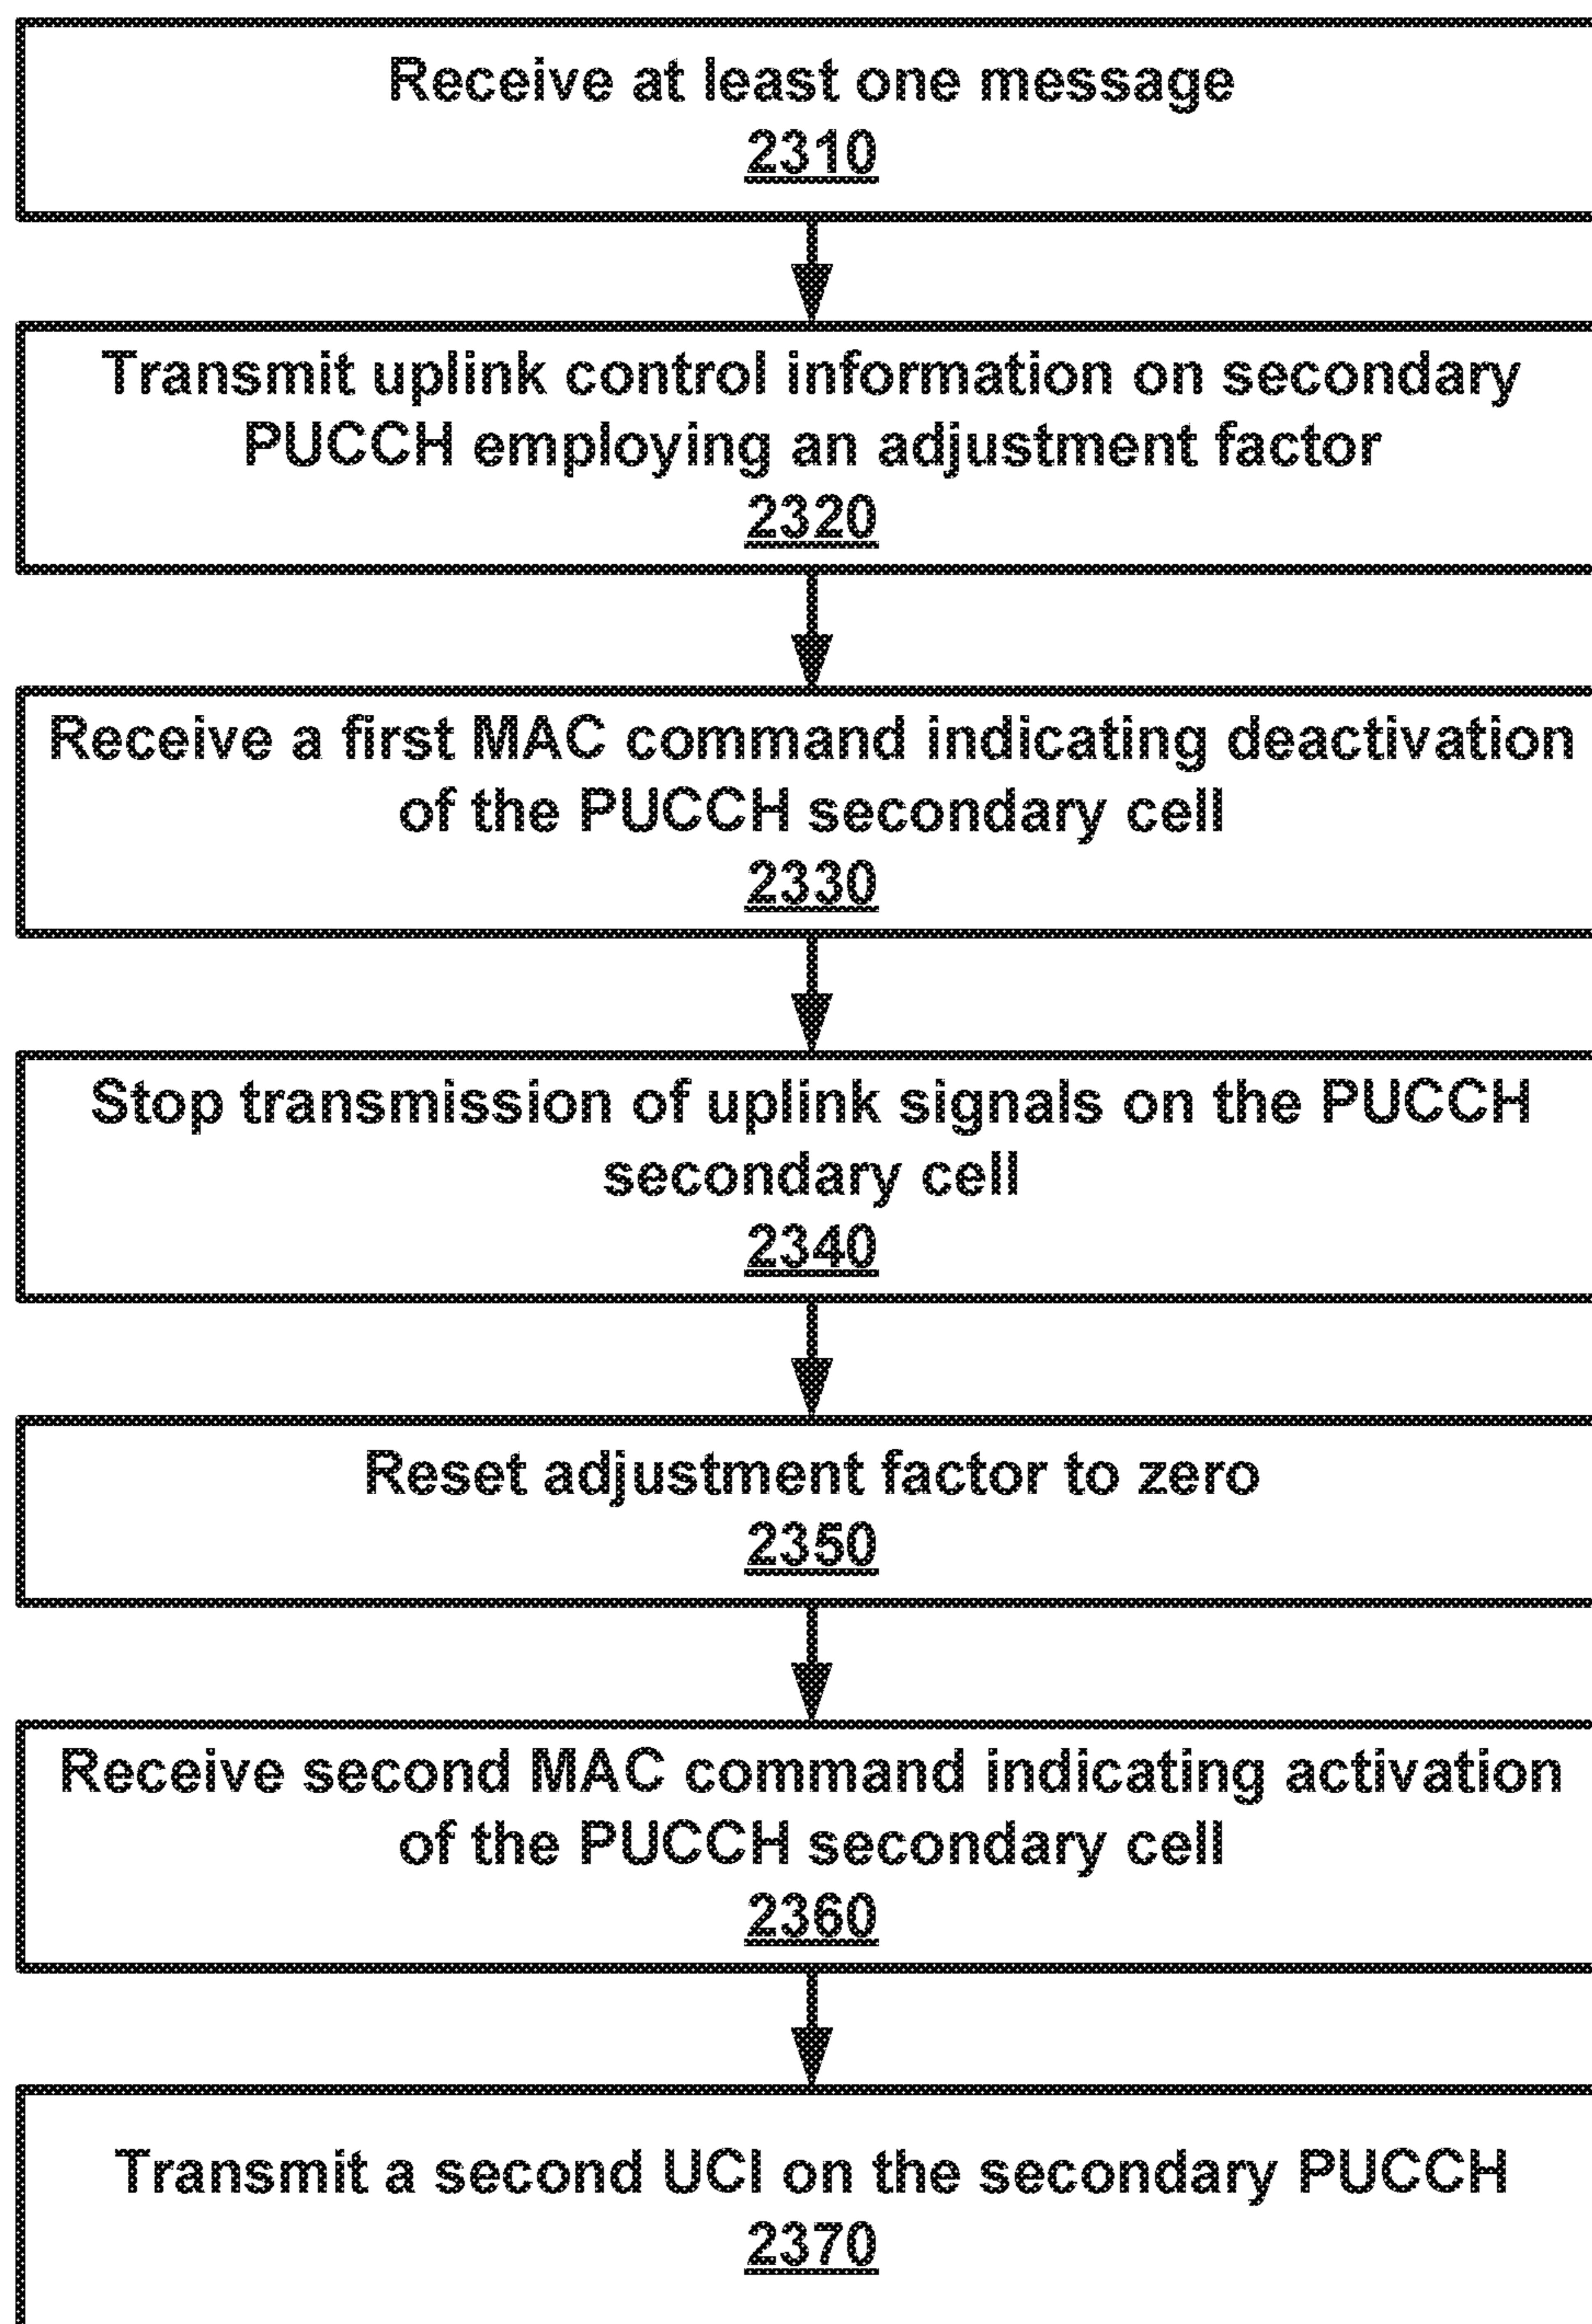 Receive at least one message
2310
Transmit uplink control information on secondary
PUCCH employing an adjustment factor
2320
Receive a first MAC command indicating deactivation
of the PUCCH secondary cell
2330
Stop transmission of uplink signals on the PUCCH
secondary cell
2340
Reset adjustment factor to zero
2350
Receive second MAC command indicating activation
of the PUCCH secondary cell
2360
Transmit a second UCI on the secondary PUCCH
2370